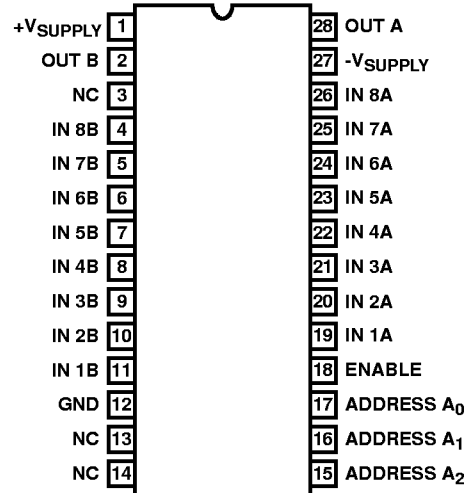 +VSUPPLY 1 28 OUT A
OUT B 2 27 -VSUPPLY
NC 3 26 IN 8A
IN 8B 4 25 IN 7A
IN 7B 5 24 IN 6A
IN 6B 6 23 IN 5A
IN 5B 7 22 IN 4A
IN 4B 8 21 IN 3A
IN 3B 9 20 IN 2A
IN 2B 10 19 IN 1A
IN 1B 11 18 ENABLE
GND 12 17 ADDRESS A0
NC 13 16 ADDRESS A1
NC 14 15 ADDRESS A2